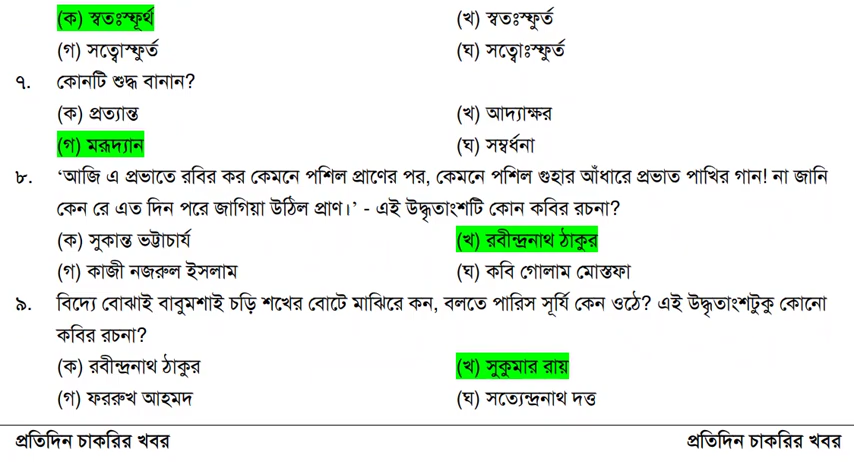 (ক) স্বতঃস্ফূর্থ (খ) স্বতঃস্ফুর্ত
(গ) সত্বোস্ফুর্ত (ঘ) সত্বোঃস্ফুর্ত
৭. কোনটি শুদ্ধ বানান?
(ক) প্রত্যান্ত (খ) আদ্যাক্ষর
(গ) মরূদ্যান (ঘ) সম্বর্ধনা
৮. ‘আজি এ প্রভাতে রবির কর কেমনে পশিল প্রাণের পর, কেমনে পশিল গুহার আঁধারে প্রভাত পাখির গান! না জানি
কেন রে এত দিন পরে জাগিয়া উঠিল প্রাণ।’ - এই উদ্ধৃতাংশটি কোন কবির রচনা?
(ক) সুকান্ত ভট্টাচার্য (খ) রবীন্দ্রনাথ ঠাকুর
(গ) কাজী নজরুল ইসলাম (ঘ) কবি গোলাম মোস্তফা
৯. বিদ্যে বোঝাই বাবুমশাই চড়ি শখের বোটে মাঝিরে কন, বলতে পারিস সূর্যি কেন ওঠে? এই উদ্ধৃতাংশটুকু কোনো
কবির রচনা?
(ক) রবীন্দ্রনাথ ঠাকুর (খ) সুকুমার রায়
(গ) ফররুখ আহমদ (ঘ) সত্যেন্দ্রনাথ দত্ত
প্রতিদিন চাকরির খবর প্রতিদিন চাকরির খবর